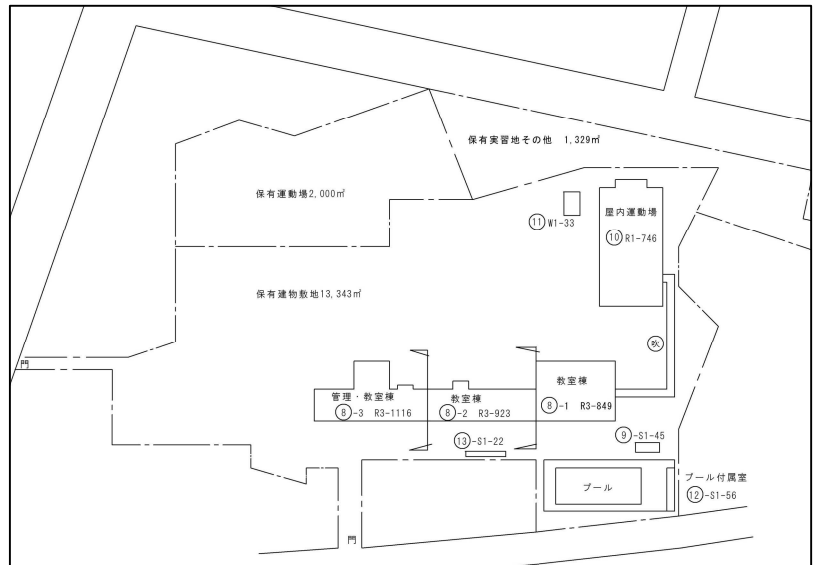 保有実習地その他 1,329㎡
保有運動場2,000㎡
屋内運動場
⑪ W1-33
⑩ R1-746
保有建物敷地13,343㎡
吹
門
管理・教室棟
⑧-3 R3-1116
教室棟
⑧-2 R3-923
教室棟
⑧-1 R3-849
⑬-S1-22
⑨-S1-45
プール
プール付属室
⑫-S1-56
門